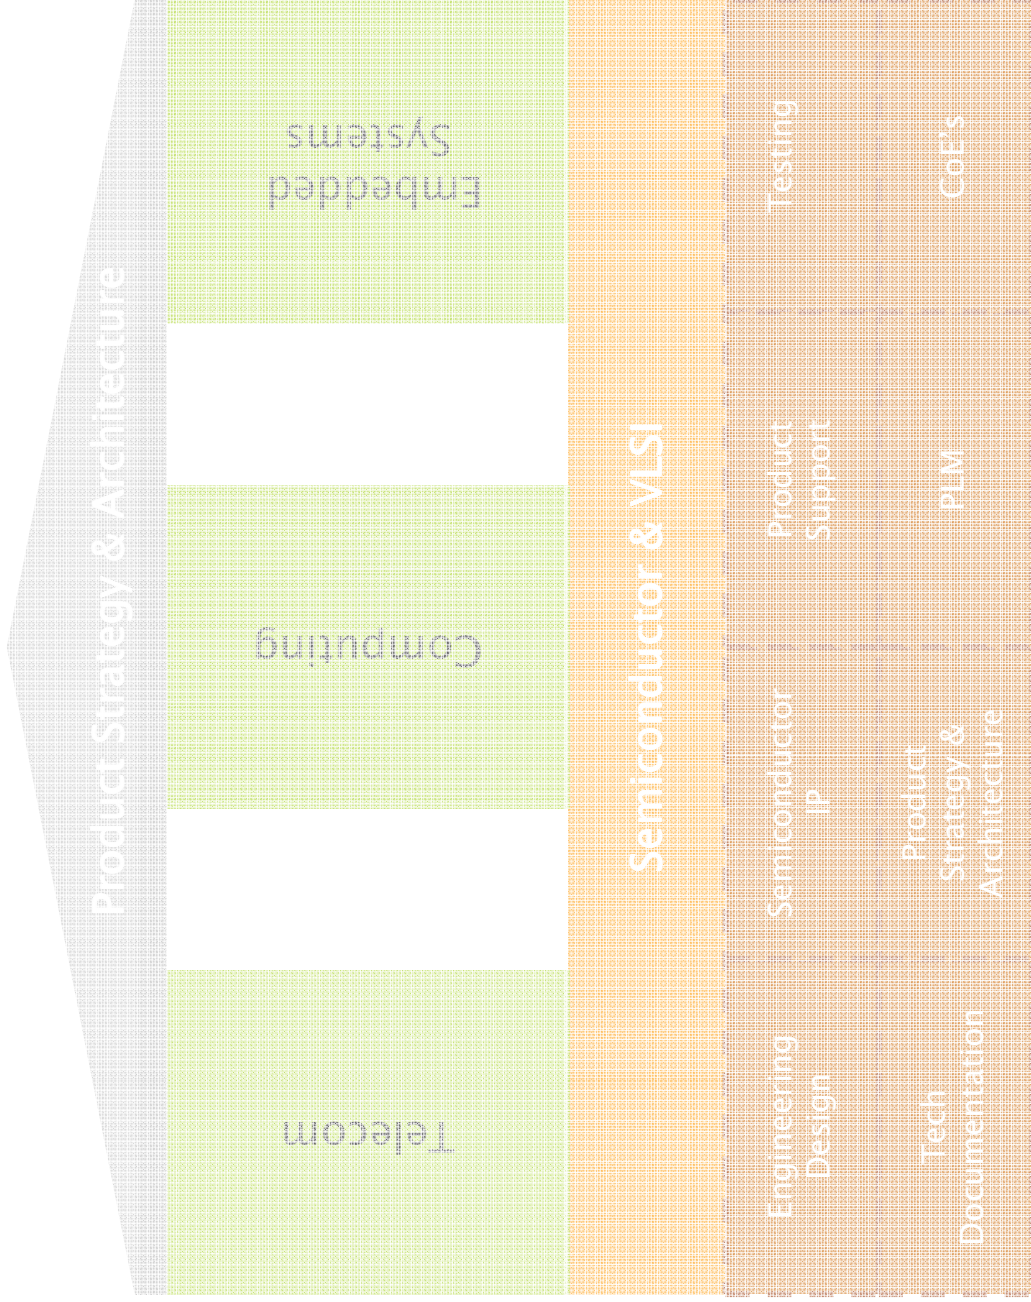 Product Strategy & Architecture
Telecom
Computing
Embedded
Systems
Semiconductor & VLSI
Engineering
Design
Semiconductor
IP
Product
Support
Testing
Tech
Documentation
Product
Strategy &
Architecture
PLM
CoE's